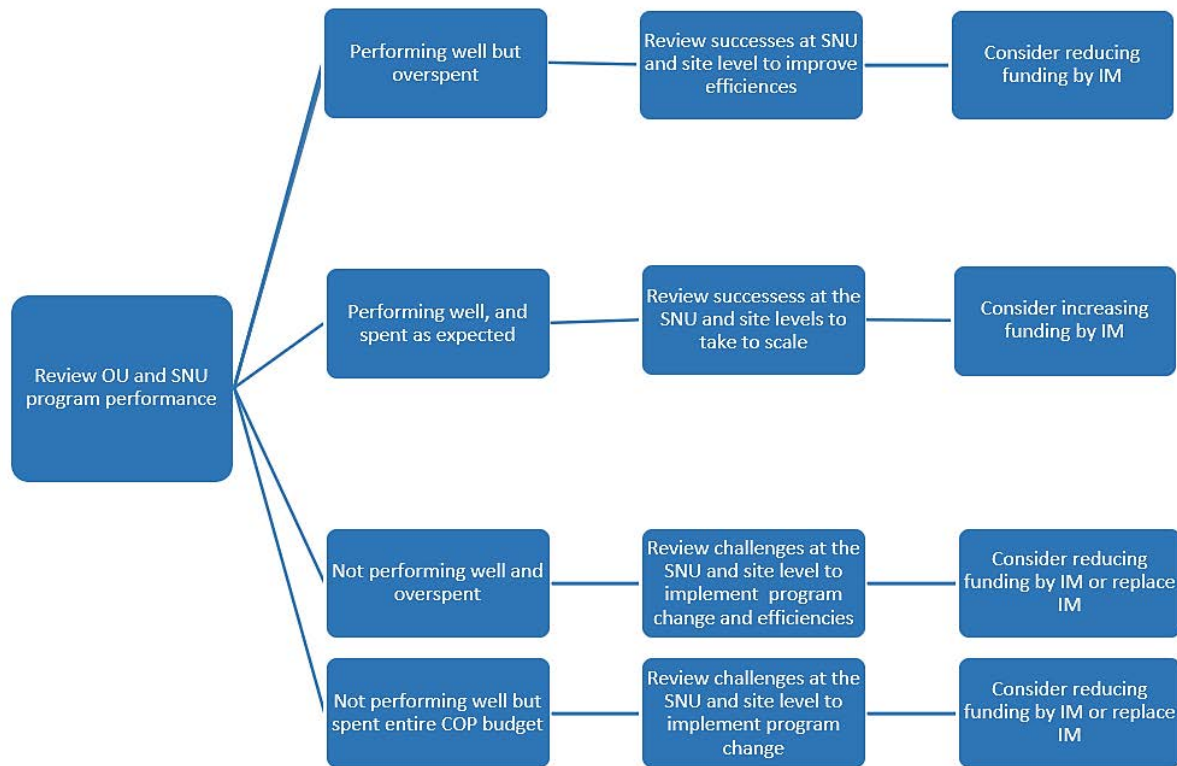 Review OU and SNU
program performance
Performing well but
overspent
Review successes at SNU
and site level to improve
efficiences
Consider reducing
funding by IM
Performing well, and
spent as expected
Review successess at the
SNU and site levels to
take to scale
Consider increasing
funding by IM
Not performing well and
overspent
Review challenges at the
SNU and site level to
implement program
change and efficiencies
Consider reducing
funding by IM or replace
IM
Not performing well but
spent entire COP budget
Review challenges at the
SNU and site level to
implement program
change
Consider reducing
funding by IM or replace
IM